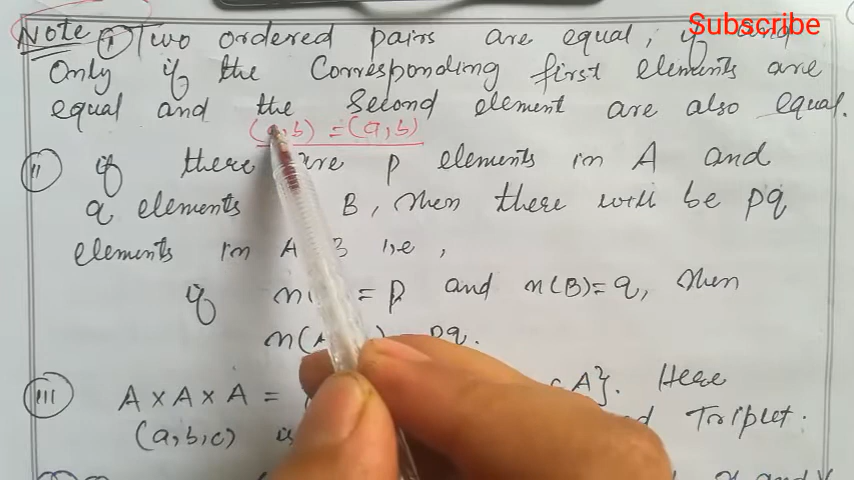 Subscribe
Note (i) Two ordered pairs are equal, if and
Only if the Corresponding first elements are
equal and the Second element are also equal.
(a,b) = (a,b)
(ii) if there are p elements in A and
q elements B, then there will be pq
elements in A B i.e,
if n( = p and n(B)=q, then
n(A ) pq.
(iii) A×A×A = A}. Here
(a,b,c) is Triplet.
and